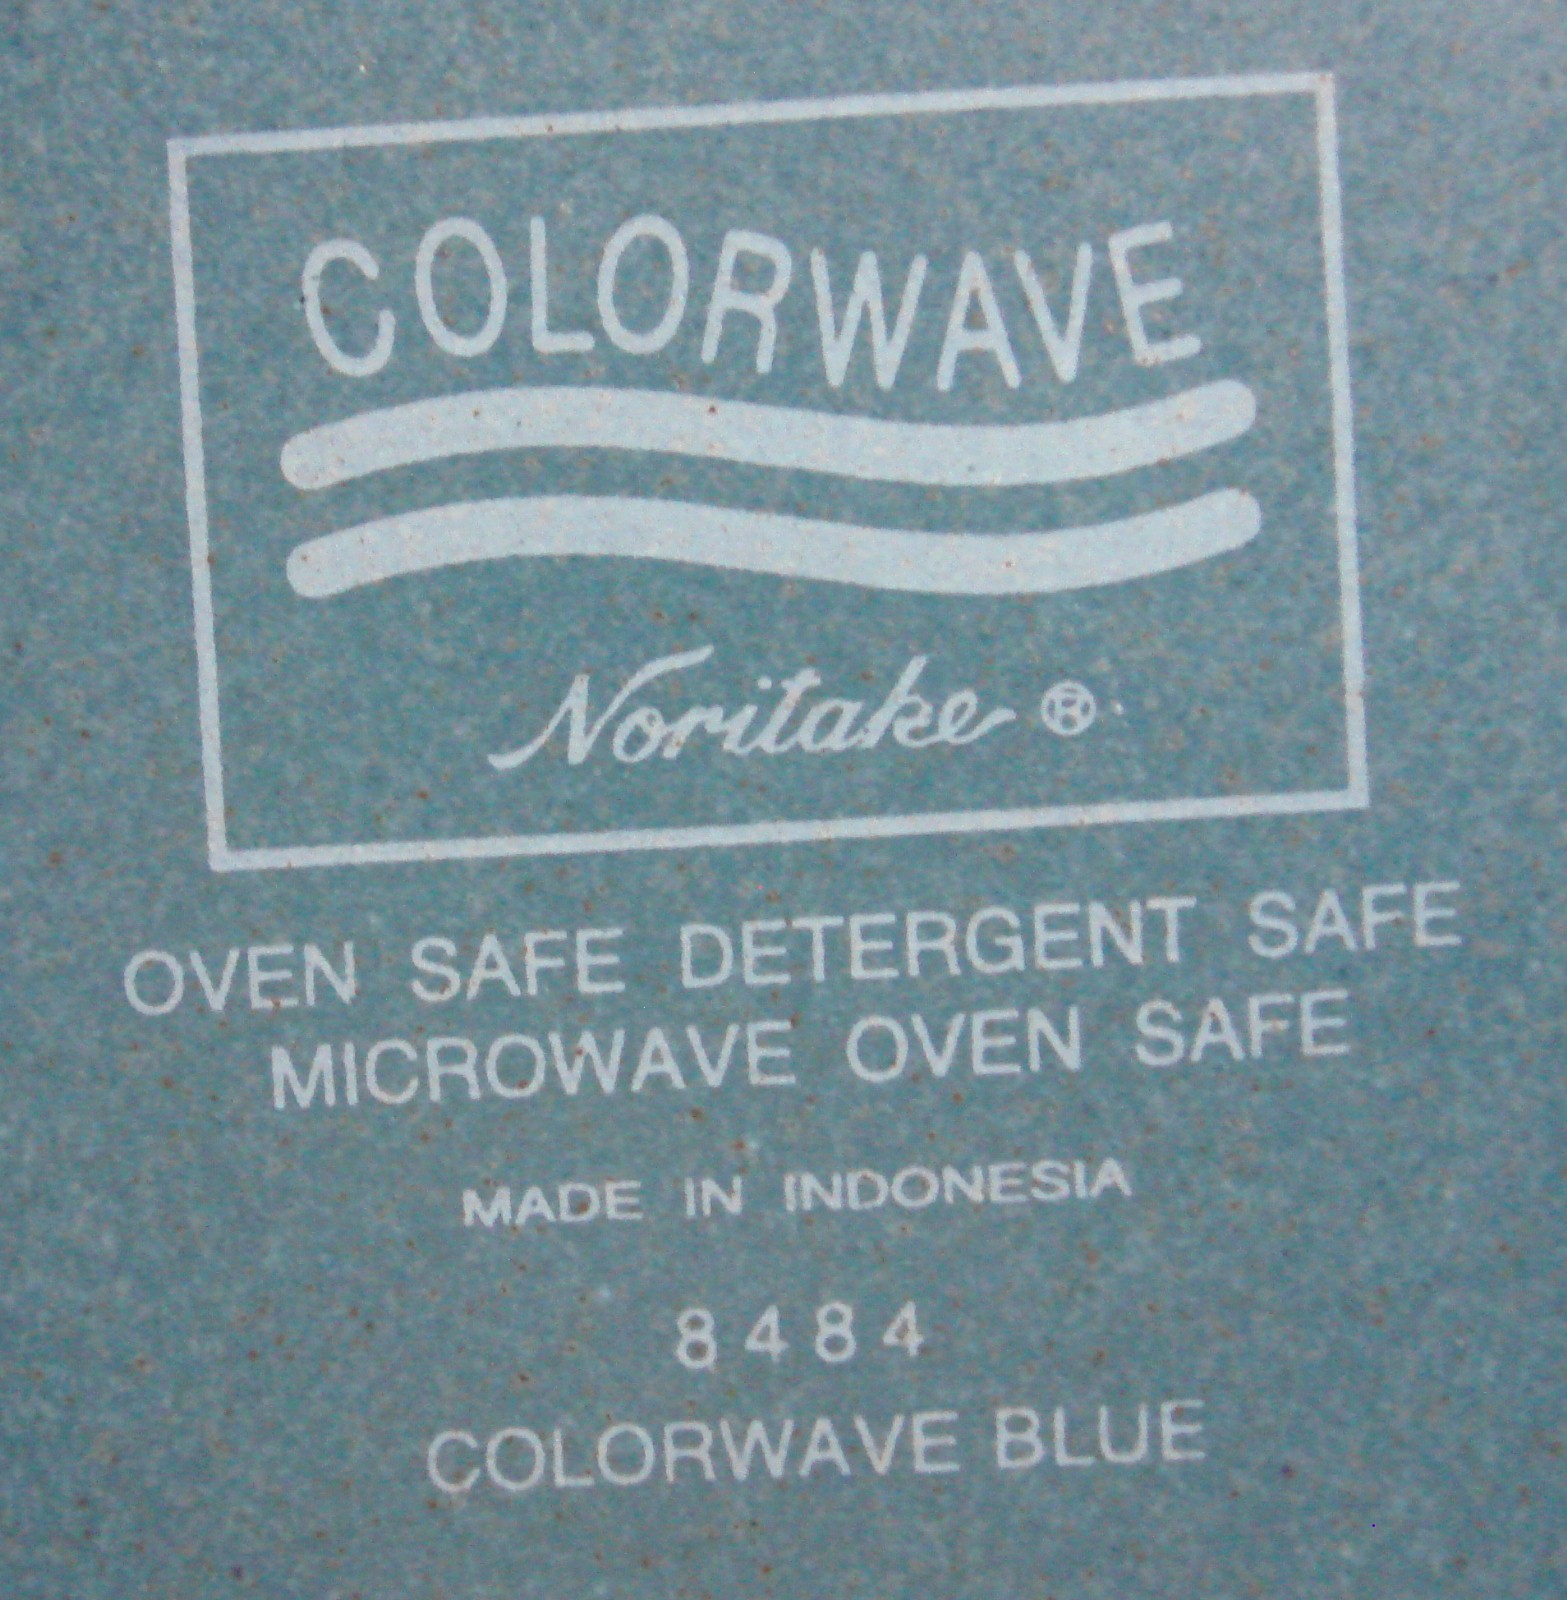 COLORWAVE
Noritake ®
OVEN SAFE DETERGENT SAFE
MICROWAVE OVEN SAFE
MADE IN INDONESIA
8484
COLORWAVE BLUE